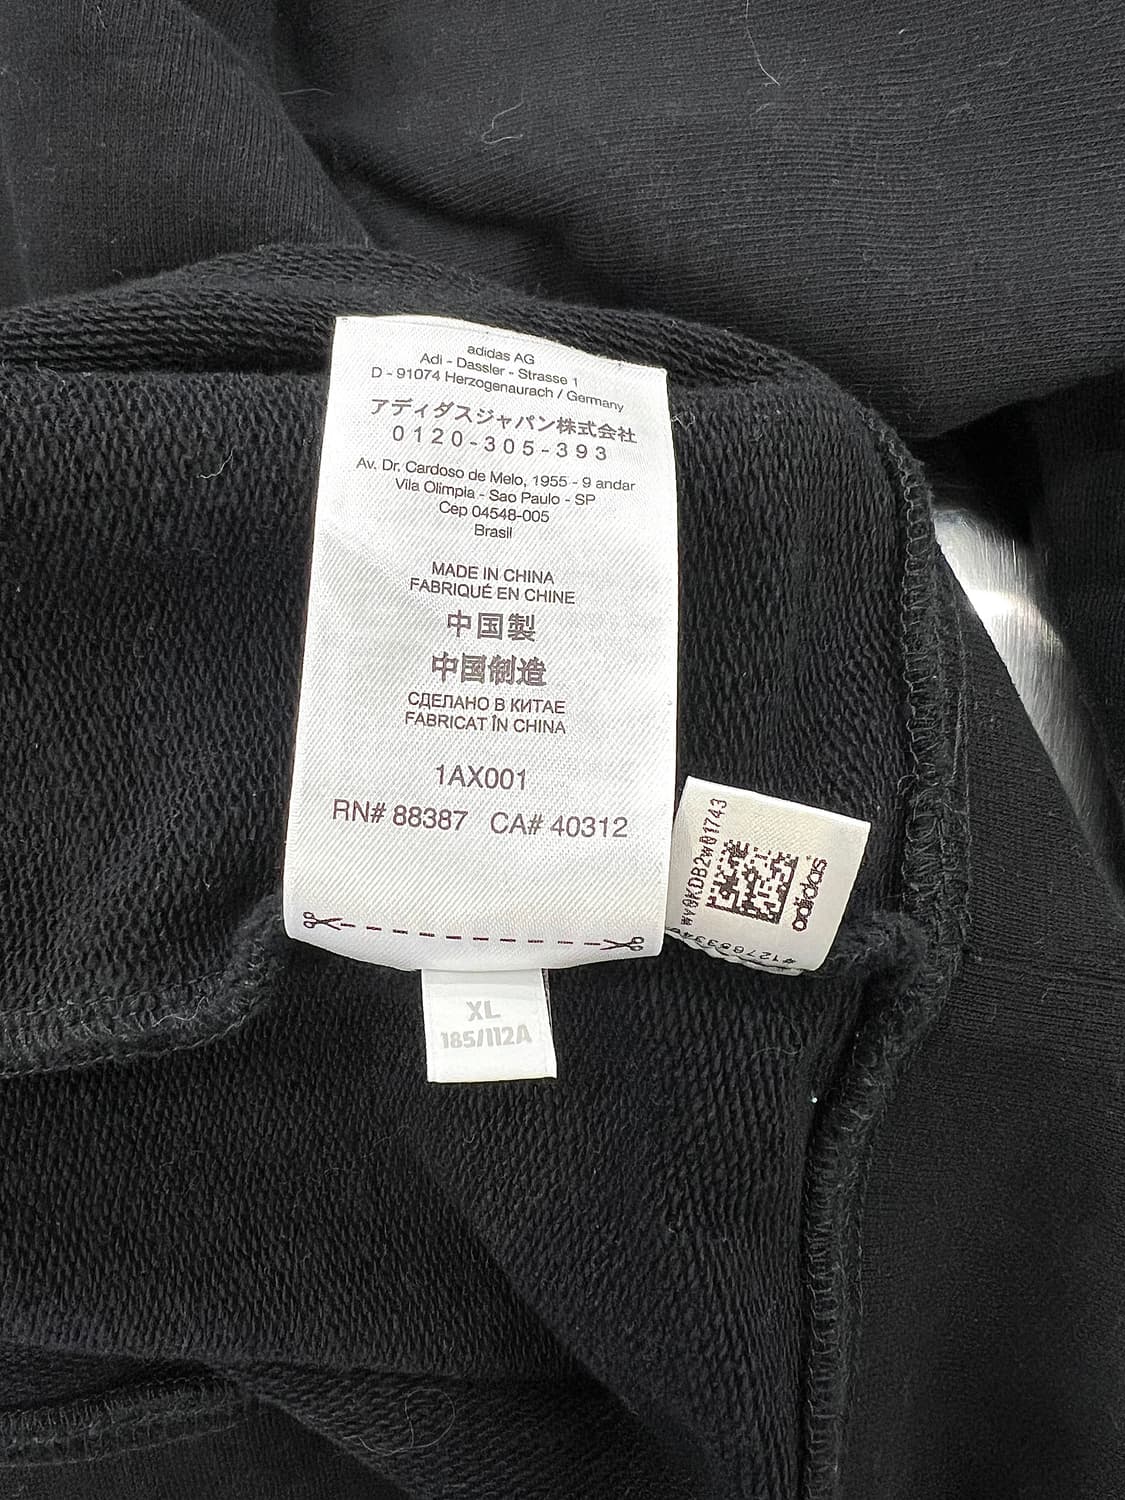 adidas AG
Adi - Dassler - Strasse 1
D - 91074 Herzogenaurach / Germany
アディダスジャパン株式会社
0120-305-393
Av. Dr. Cardoso de Melo, 1955 - 9 andar
Vila Olimpia - Sao Paulo - SP
Cep 04548-005
Brasil
MADE IN CHINA
FABRIQUÉ EN CHINE
中国製
中国制造
СДЕЛАНО В КИТАЕ
FABRICAT ÎN CHINA
1AX001
RN# 88387 CA# 40312
XL
185/112A
adidas